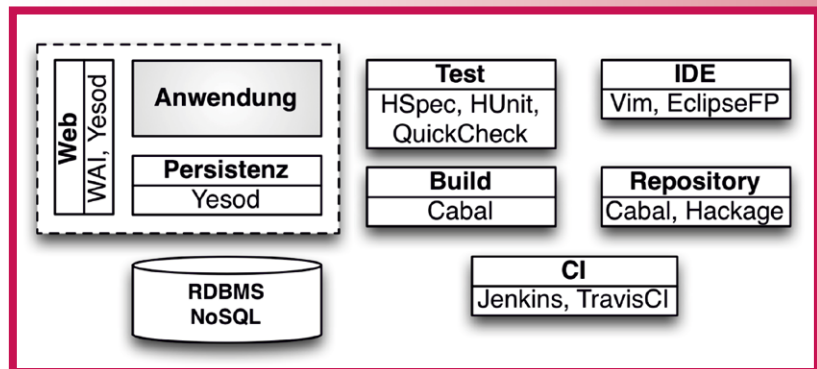 Web
WAI, Yesod
Anwendung
Persistenz
Yesod
RDBMS
NoSQL
Test
HSpec, HUnit,
QuickCheck
Build
Cabal
IDE
Vim, EclipseFP
Repository
Cabal, Hackage
CI
Jenkins, TravisCI